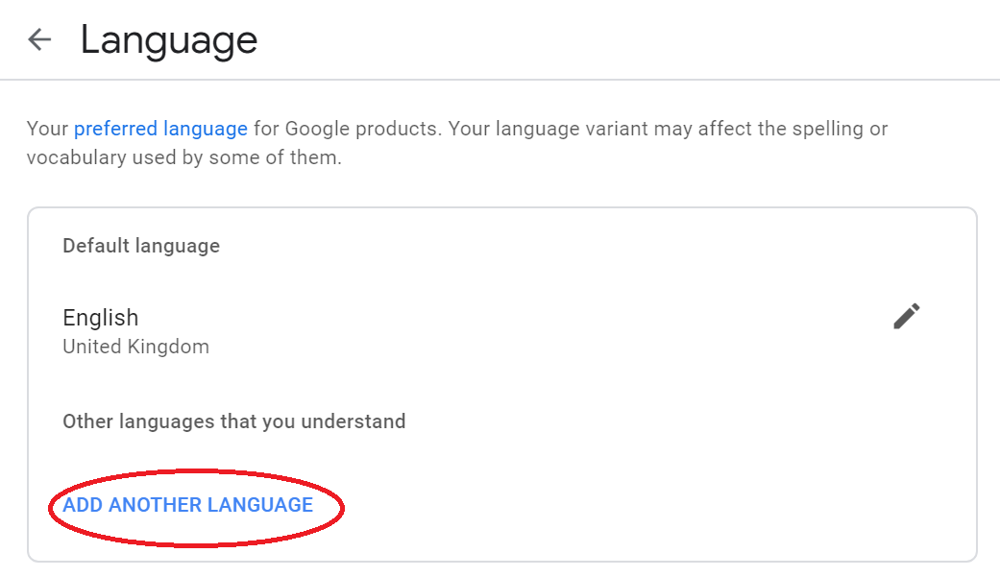 Language
Your preferred language for Google products. Your language variant may affect the spelling or
vocabulary used by some of them.
Default language
English
United Kingdom
Other languages that you understand
ADD ANOTHER LANGUAGE